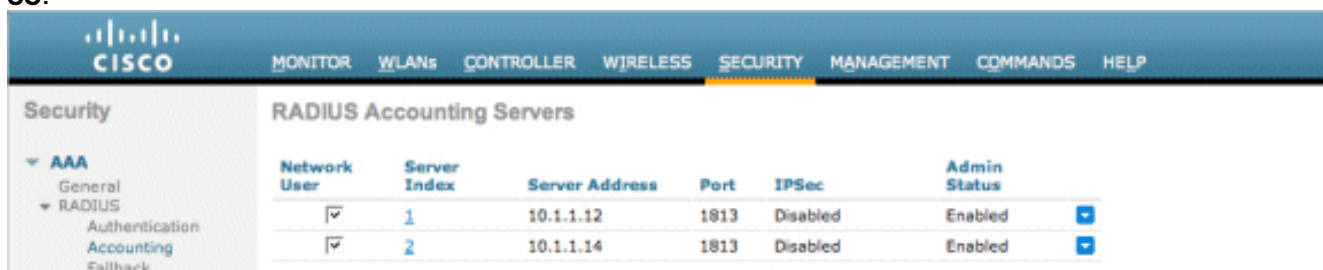 CISCO
MONITOR WLANs CONTROLLER WIRELESS SECURITY MANAGEMENT COMMANDS HELP
Security
AAA
General
RADIUS
Authentication
Accounting
Fallback
RADIUS Accounting Servers
Network User Server Index Server Address Port IPSec Admin Status
1 10.1.1.12 1813 Disabled Enabled
2 10.1.1.14 1813 Disabled Enabled